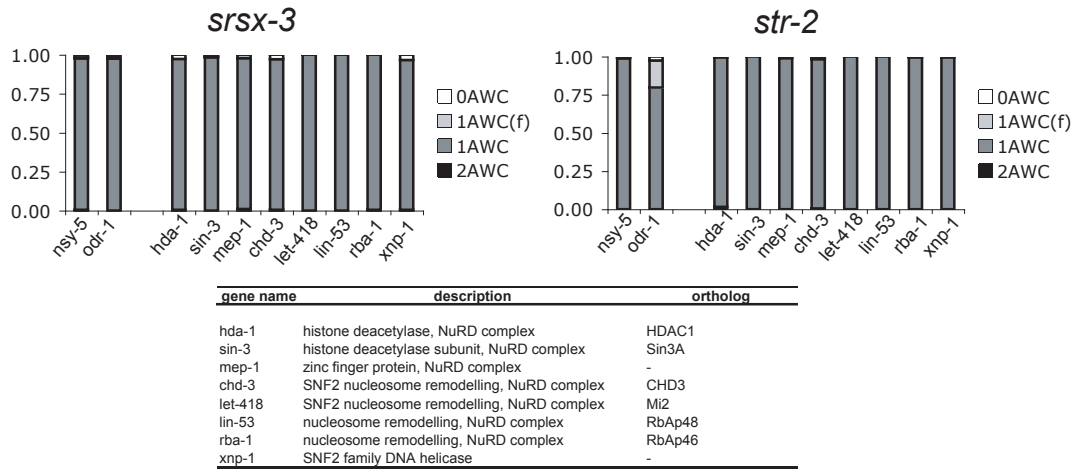 srsx-3
1.00
0.75
0.50
0.25
0.00
nsy-5
odr-1
hda-1
sin-3
mep-1
chd-3
let-418
lin-53
rba-1
xnp-1
0AWC
1AWC(f)
1AWC
2AWC
str-2
1.00
0.75
0.50
0.25
0.00
nsy-5
odr-1
hda-1
sin-3
mep-1
chd-3
let-418
lin-53
rba-1
xnp-1
0AWC
1AWC(f)
1AWC
2AWC
gene name description ortholog
hda-1 histone deacetylase, NuRD complex HDAC1
sin-3 histone deacetylase subunit, NuRD complex Sin3A
mep-1 zinc finger protein, NuRD complex -
chd-3 SNF2 nucleosome remodelling, NuRD complex CHD3
let-418 SNF2 nucleosome remodelling, NuRD complex Mi2
lin-53 nucleosome remodelling, NuRD complex RbAp48
rba-1 nucleosome remodelling, NuRD complex RbAp46
xnp-1 SNF2 family DNA helicase -